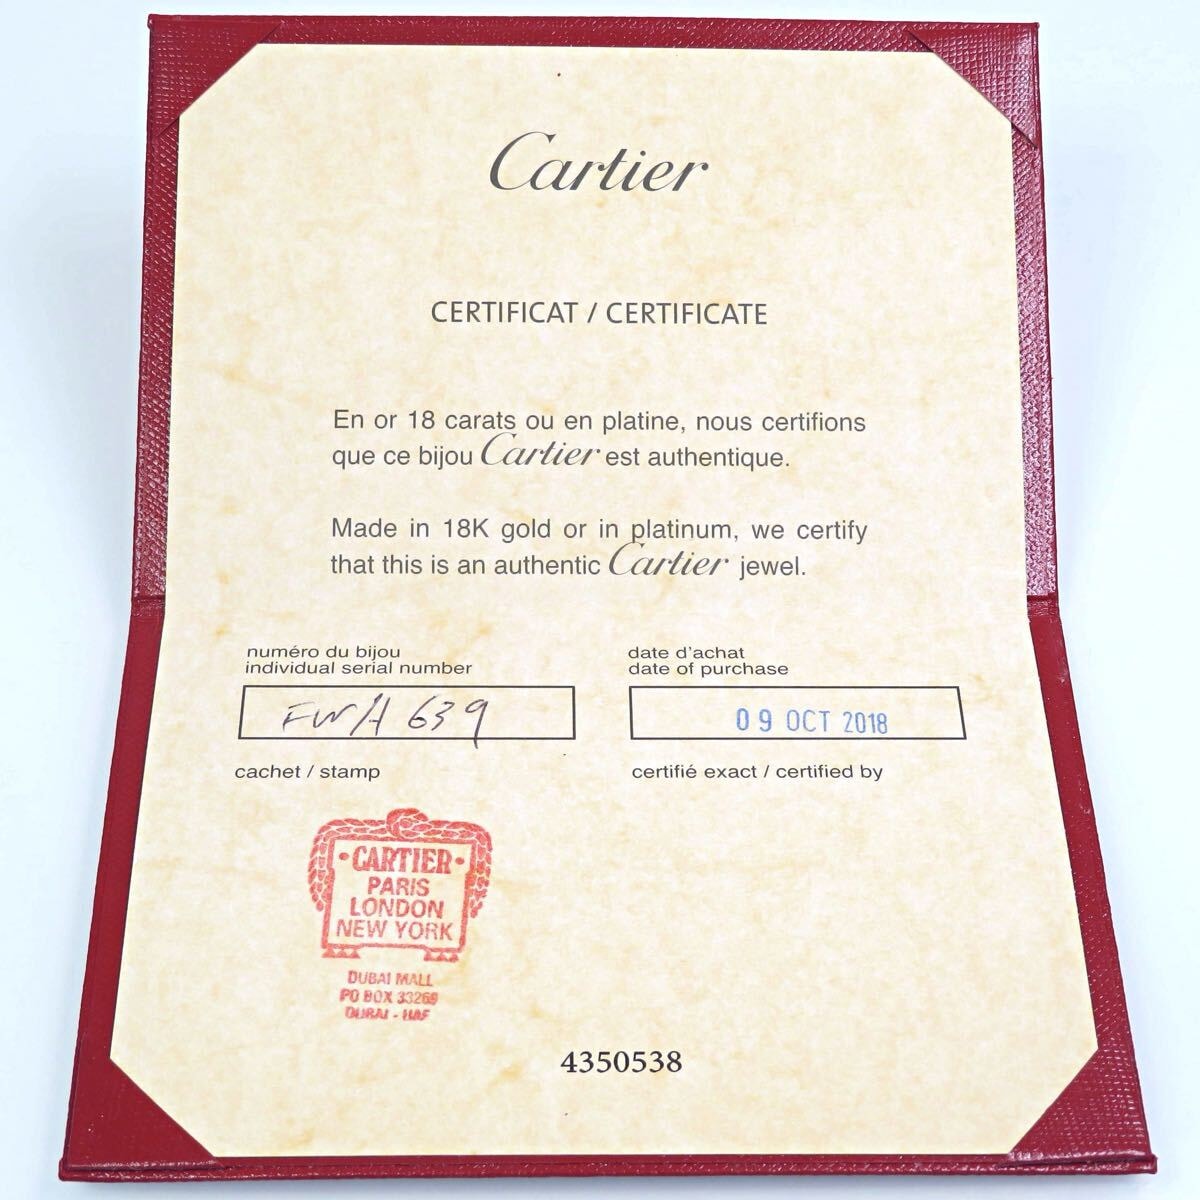 Cartier
CERTIFICAT / CERTIFICATE
En or 18 carats ou en platine, nous certifions
que ce bijou Cartier est authentique.
Made in 18K gold or in platinum, we certify
that this is an authentic Cartier jewel.
numéro du bijou
individual serial number
FWA 639
date d'achat
date of purchase
09 OCT 2018
cachet / stamp
certifié exact / certified by
·CARTIER·
PARIS
LONDON
NEW YORK
DUBAI MALL
PO BOX 33269
DUBAI - UAE
4350538